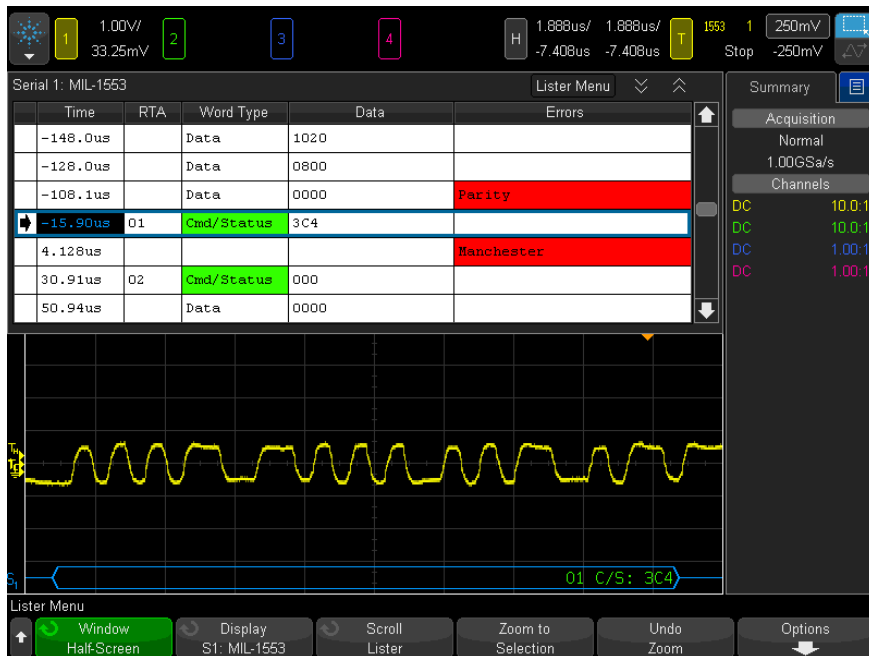 1 1.00V/ 2 3 4 H 1.888us/ 1.888us/ T 1553 1 250mV
33.25mV -7.408us -7.408us Stop -250mV
Serial 1: MIL-1553 Lister Menu Summary
Time RTA Word Type Data Errors Acquisition
-148.0us Data 1020 Normal
-128.0us Data 0800 1.00GSa/s
-108.1us Data 0000 Parity Channels
DC 10.0:1
-15.90us 01 Cmd/Status 3C4 DC 10.0:1
4.128us Manchester DC 1.00:1
30.91us 02 Cmd/Status 000 DC 1.00:1
50.94us Data 0000
TH
S1 01 C/S: 3C4
Lister Menu
Window Display Scroll Zoom to Undo Options
Half-Screen S1: MIL-1553 Lister Selection Zoom